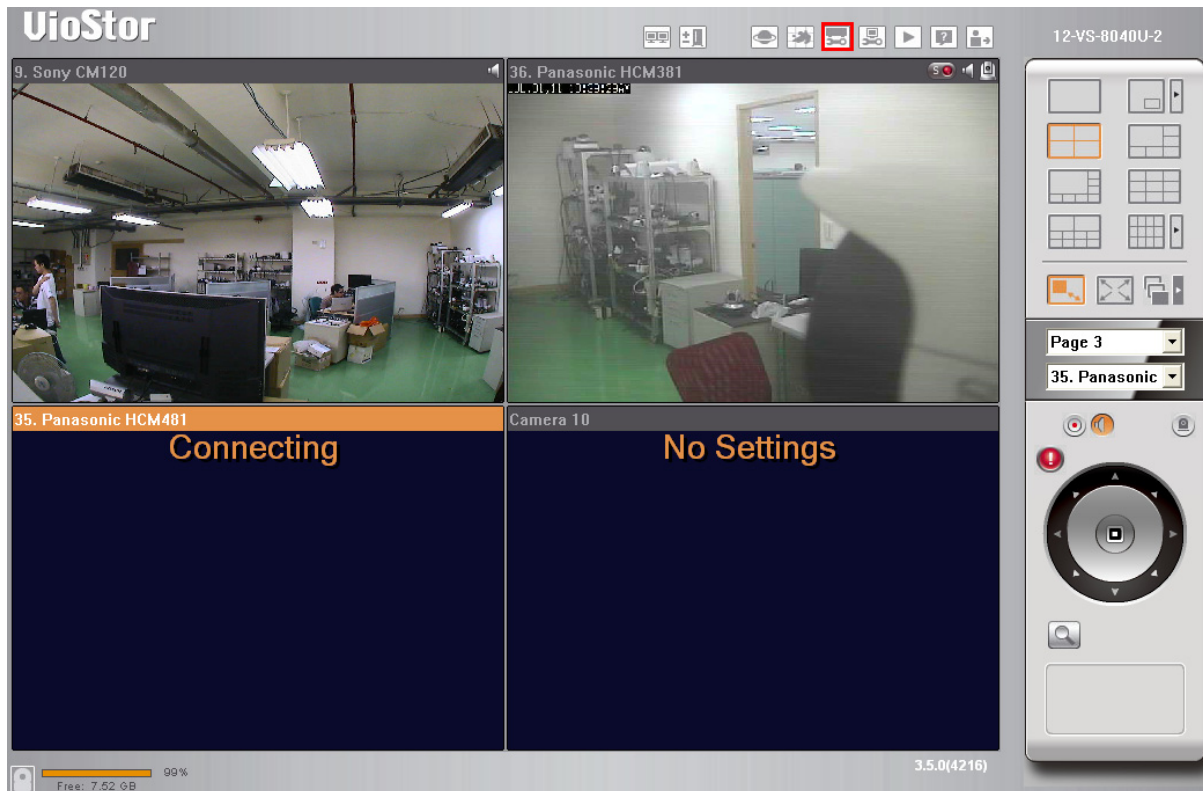 VioStor
12-VS-8040U-2
9. Sony CM120
36. Panasonic HCM381
S
35. Panasonic HCM481
Connecting
Camera 10
No Settings
Page 3
35. Panasonic
?
!
99%
Free: 7.52 GB
3.5.0(4216)